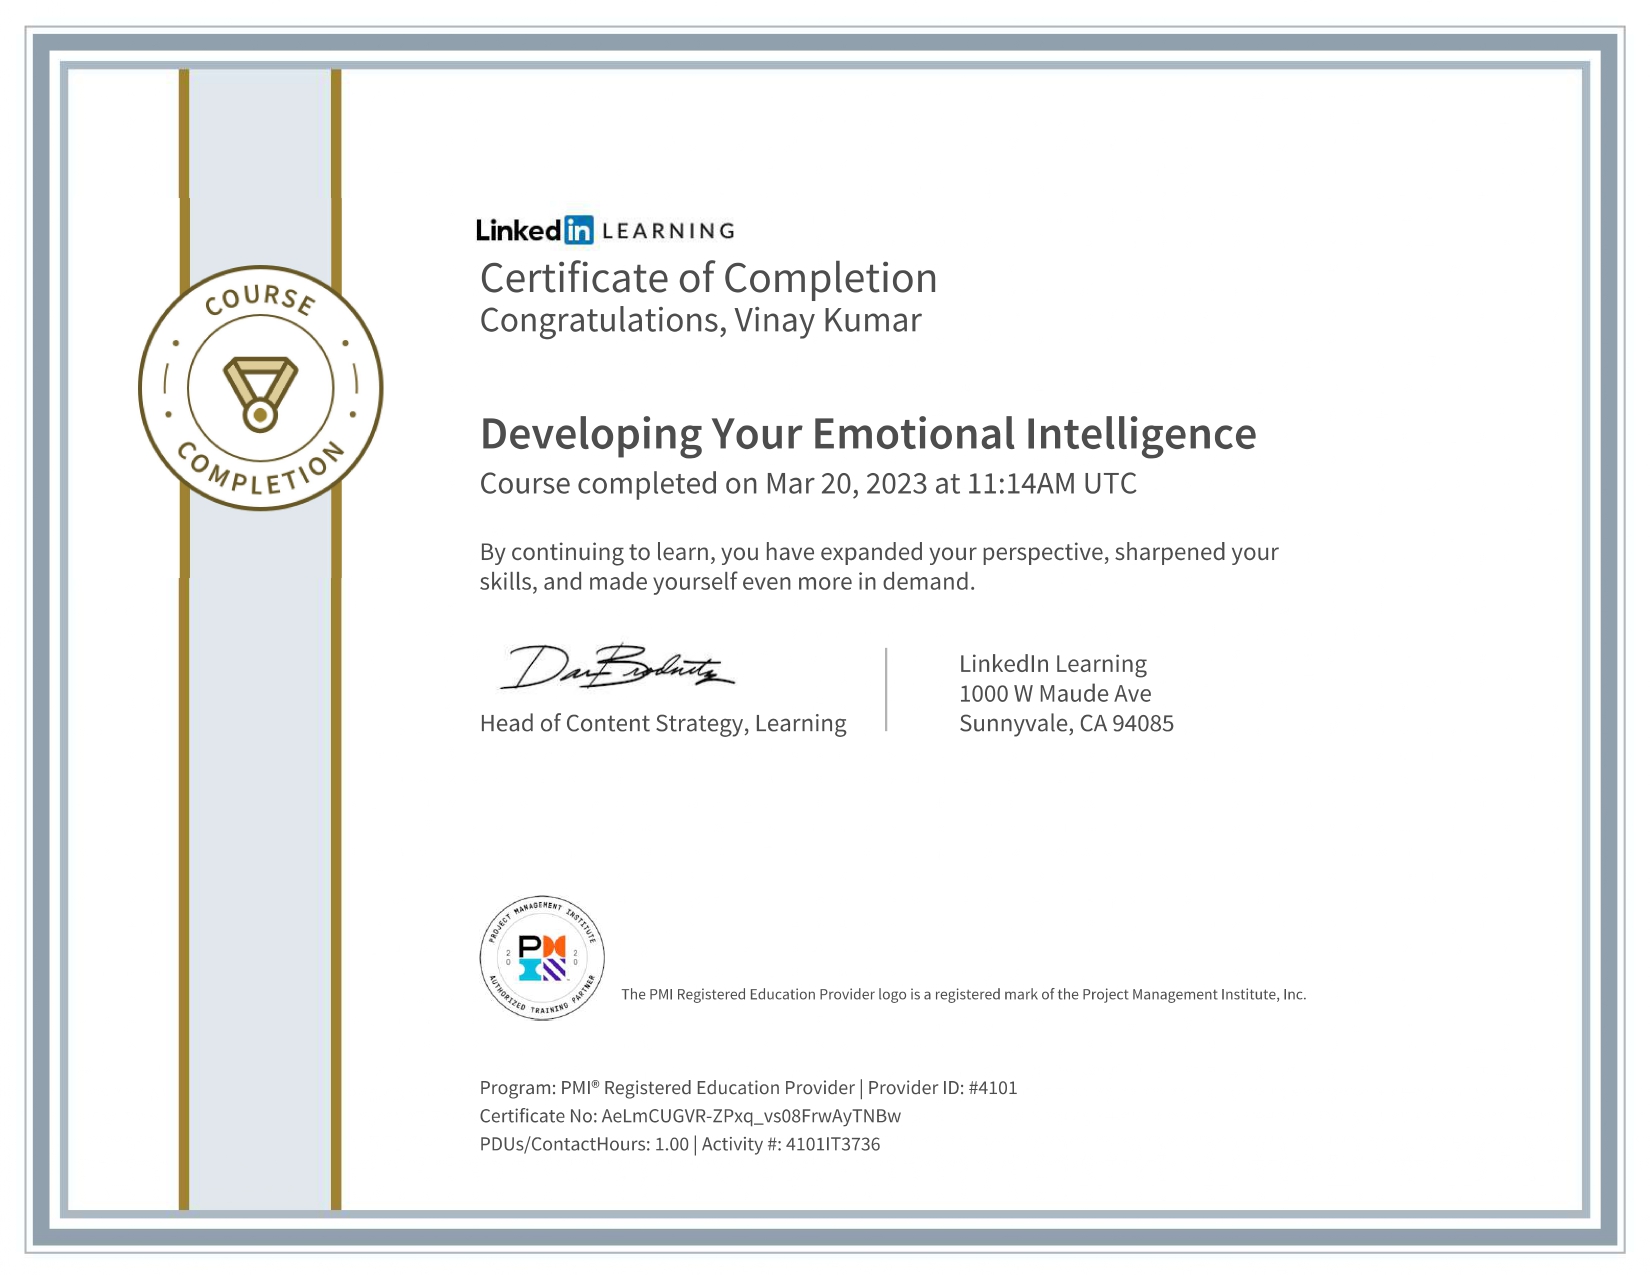 COURSE
COMPLETION
Linkedin LEARNING
Certificate of Completion
Congratulations, Vinay Kumar
Developing Your Emotional Intelligence
Course completed on Mar 20, 2023 at 11:14AM UTC
By continuing to learn, you have expanded your perspective, sharpened your
skills, and made yourself even more in demand.
Dan Brodnitz
Head of Content Strategy, Learning
LinkedIn Learning
1000 W Maude Ave
Sunnyvale, CA 94085
PROJECT MANAGEMENT INSTITUTE
20 PM 20
AUTHORIZED TRAINING PARTNER
The PMI Registered Education Provider logo is a registered mark of the Project Management Institute, Inc.
Program: PMI® Registered Education Provider | Provider ID: #4101
Certificate No: AeLmCUGVR-ZPxq_vs08FrwAyTNBw
PDUs/ContactHours: 1.00 | Activity #: 4101IT3736